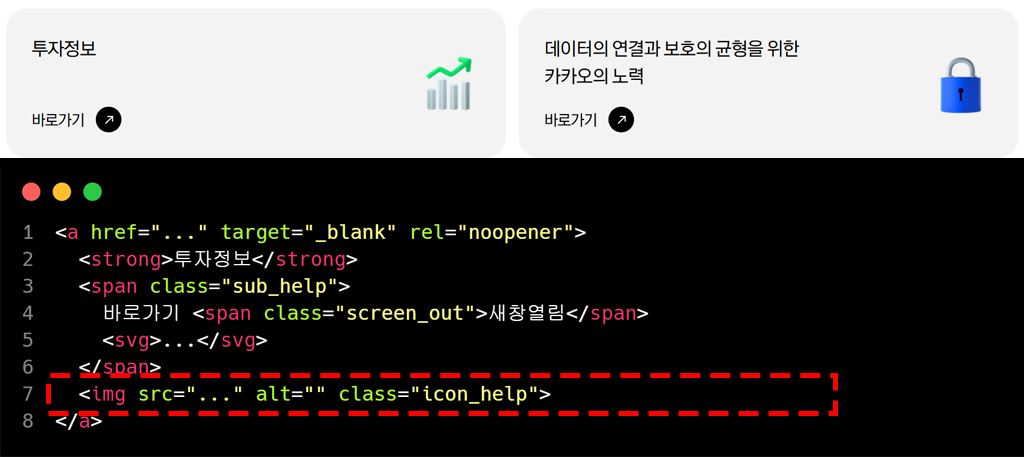 투자정보
바로가기
데이터의 연결과 보호의 균형을 위한
카카오의 노력
바로가기
1 <a href="..." target="_blank" rel="noopener">
2   <strong>투자정보</strong>
3   <span class="sub_help">
4     바로가기 <span class="screen_out">새창열림</span>
5     <svg>...</svg>
6   </span>
7   <img src="..." alt="" class="icon_help">
8 </a>